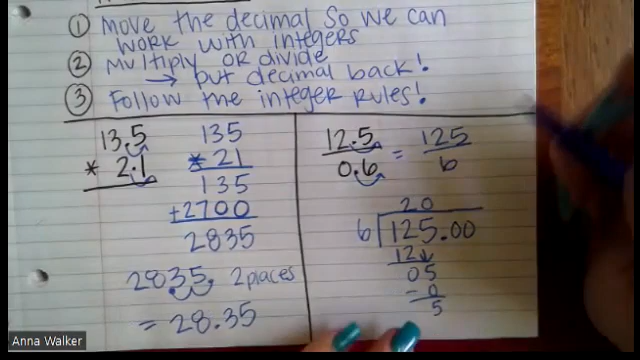 ① Move the decimal so we can
work with integers
② Multiply or divide
→ put decimal back!
③ Follow the integer rules!
13.5
* 2.1
135
* 21
135
+2700
2835
2835, 2 places
= 28.35
12.5 / 0.6 = 125 / 6
20
6 125.00
12
05
- 0
5
Anna Walker